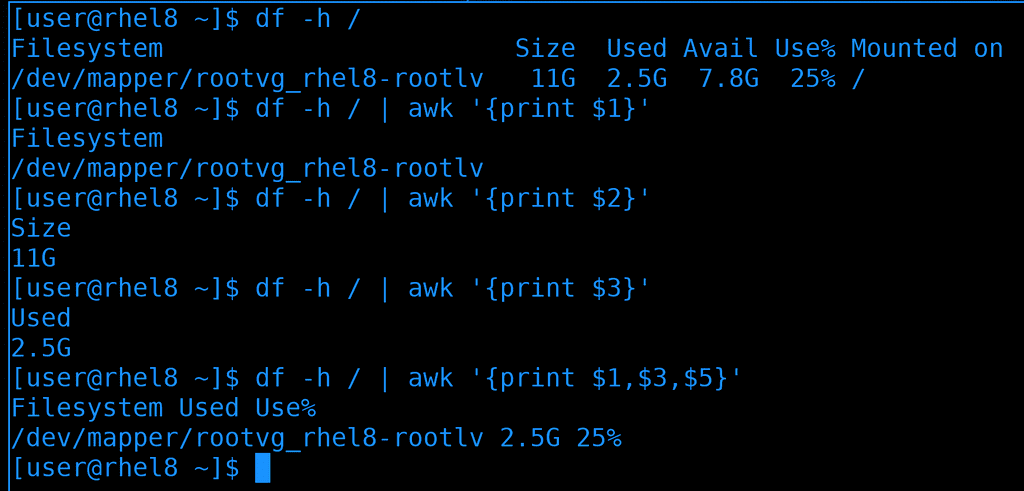 [user@rhel8 ~]$ df -h /
Filesystem                       Size  Used Avail Use% Mounted on
/dev/mapper/rootvg_rhel8-rootlv   11G  2.5G  7.8G  25% /
[user@rhel8 ~]$ df -h / | awk '{print $1}'
Filesystem
/dev/mapper/rootvg_rhel8-rootlv
[user@rhel8 ~]$ df -h / | awk '{print $2}'
Size
11G
[user@rhel8 ~]$ df -h / | awk '{print $3}'
Used
2.5G
[user@rhel8 ~]$ df -h / | awk '{print $1,$3,$5}'
Filesystem Used Use%
/dev/mapper/rootvg_rhel8-rootlv 2.5G 25%
[user@rhel8 ~]$